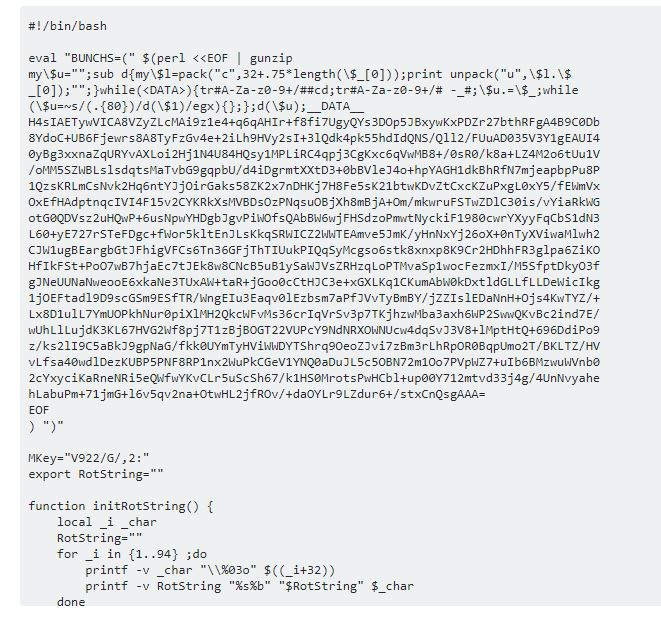 #!/bin/bash
eval "BUNCHS=(" $(perl <<EOF | gunzip
my\$u="";sub d{my\$l=pack("c",32+.75*length(\$_[0]));print unpack("u",\$l.\$
_[0]);"";}while(<DATA>){tr#A-Za-z0-9+/##cd;tr#A-Za-z0-9+/# -_#;\$u.=\$_;while
(\$u=~s/(.{80})/d(\$1)/egx){};};d(\$u);__DATA__
H4sIAETywVICA8VZyZLcMAi9z1e4+q6qAHIr+f8fi7UgyQYs3DOp5JBxywKxPDZr27bthRFgA4B9C0Db
8YdoC+UB6Fjewrs8A8TyFzGv4e+2iLh9HVy2sI+3lQdk4pk55hdIdQNS/Qll2/FUuAD035V3Y1gEAUI4
0yBg3xxnaZqURYvAXLoi2Hj1N4U84HQsy1MPLiRC4qpj3CgKxc6qVwMB8+/0sR0/k8a+LZ4M2o6tUu1V
/oMM5SZWBLslsdqtsMaTvbG9gqpbU/d4iDgrmtXXtD3+0bBVleJ4o+hpYAGH1dkBhRfN7mjeapbpPu8P
1QzsKRLmCsNvk2Hq6ntYJjOirGaks58ZK2x7nDHKj7H8Fe5sK21btwKDvZtCxcKZuPxgL0xY5/fEWmVx
OxEfHAdptnqcIVI4F15v2CYKRkXsMVBDsOzPNqsuOBjXh8mBjA+Om/mkwruFSTwZDlC30is/vYiaRkWG
otG0QDVsz2uHQwP+6usNpwYHDgbJgvPiWOfsQAbBW6wjFHSdzoPmwtNyckiF1980cwrYXyyFqCbS1dN3
L60+yE727rSTeFDgc+fWor5kltEnJLsKkqSRWICZ2WWTEAmve5JmK/yHnNxYj26oX+0nTyXViwaMlwh2
CJW1ugBEargbGtJFhigVFCs6Tn36GFjThTIUukPIQqSyMcgso6stk8xnxp8K9Cr2HDhhFR3glpa6ZiKO
HfIkFSt+PoO7wB7hjaEc7tJEk8w8CNcB5uB1ySaWJVsZRHzqLoPTMvaSp1wocFezmxI/M5SfptDkyO3f
gJNeUUNaNweooE6xkaNe3TUxAW+taR+jGoo0cCtHJC3e+xGXLKq1CKumAbW0kDxtldGLLfLLDeWicIkg
1jOEFtadl9D9scGSm9ESfTR/WngEIu3Eaqv0lEzbsm7aPfJVvTyBmBY/jZZIslEDaNnH+Ojs4KwTYZ/+
Lx8D1ulL7YmUOPkhNur0piXlMH2QkcWFvMs36crIqVrSv3p7TKjhzwMba3axh6WP2SwwQKvBc2ind7E/
wUhLlLujdK3KL67HVG2Wf8pj7T1zBjBOGT22VUPcY9NdNRXOWNUcw4dqSvJ3V8+lMptHtQ+696DdiPo9
z/ks21I9C5aBkJ9gpNaG/fkk0UYmTyHViWWDYTShrq9OeoZJvi7zBm3rLhRpOR0BqpUmo2T/BKLTZ/HV
vLfsa40wdlDezKUBP5PNF8RP1nx2WuPkCGeV1YNQ0aDuJL5c5OBN72m1Oo7PVpWZ7+uIb6BMzwuWVnb0
2cYxyciKaRneNRi5eQWfwYKvCLr5uScSh67/k1HS0MrotsPwHCbl+up00Y712mtvd33j4g/4UnNvyahe
hLabuPm+71jmG+l6v5qv2na+OtwHL2jfROv/+daOYLr9LZdur6+/stxCnQsgAAA=
EOF
) ")"
MKey="V922/G/,2:"
export RotString=""
function initRotString() {
local _i _char
RotString=""
for _i in {1..94} ;do
printf -v _char "\\%03o" $((_i+32))
printf -v RotString "%s%b" "$RotString" $_char
done